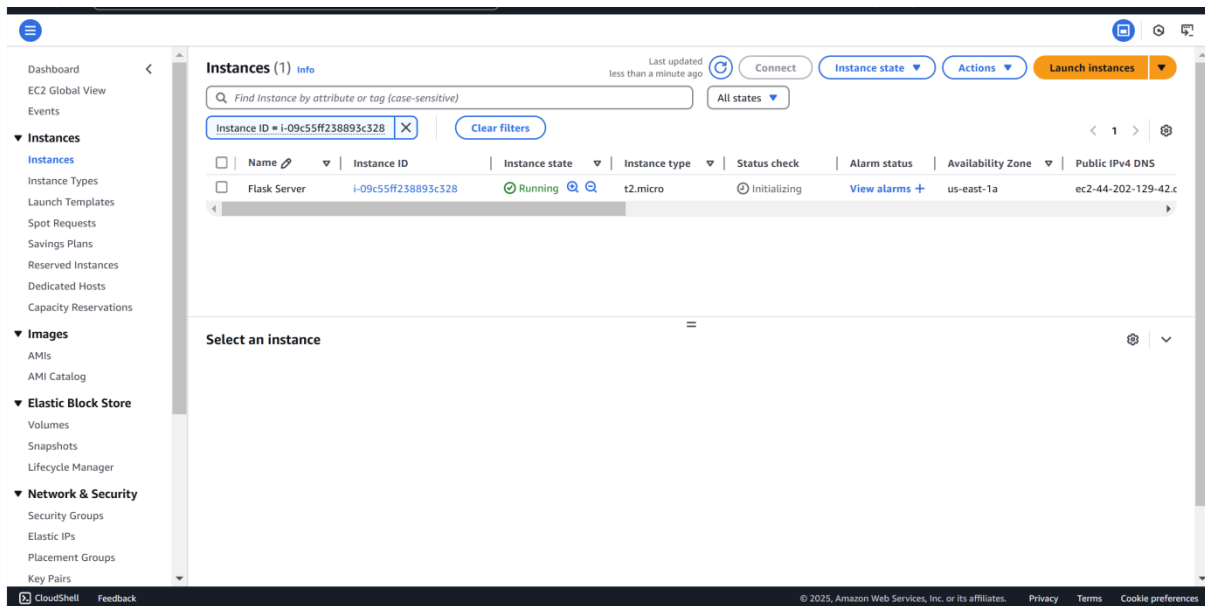 Dashboard
EC2 Global View
Events
Instances
Instances
Instance Types
Launch Templates
Spot Requests
Savings Plans
Reserved Instances
Dedicated Hosts
Capacity Reservations
Images
AMIs
AMI Catalog
Elastic Block Store
Volumes
Snapshots
Lifecycle Manager
Network & Security
Security Groups
Elastic IPs
Placement Groups
Key Pairs
Instances (1) Info
Last updated
less than a minute ago
Connect
Instance state
Actions
Launch instances
Find Instance by attribute or tag (case-sensitive)
All states
Instance ID = i-09c55ff238893c328
Clear filters
1
Name Instance ID Instance state Instance type Status check Alarm status Availability Zone Public IPv4 DNS
Flask Server i-09c55ff238893c328 Running t2.micro Initializing View alarms + us-east-1a ec2-44-202-129-42.c
Select an instance
CloudShell Feedback © 2025, Amazon Web Services, Inc. or its affiliates. Privacy Terms Cookie preferences